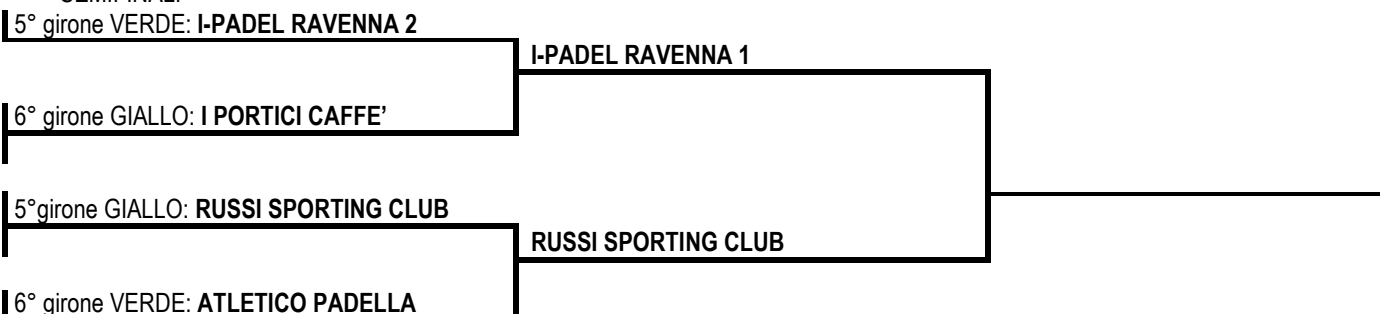 5° girone VERDE: I-PADEL RAVENNA 2
I-PADEL RAVENNA 1
6° girone GIALLO: I PORTICI CAFFE'
5°girone GIALLO: RUSSI SPORTING CLUB
RUSSI SPORTING CLUB
6° girone VERDE: ATLETICO PADELLA